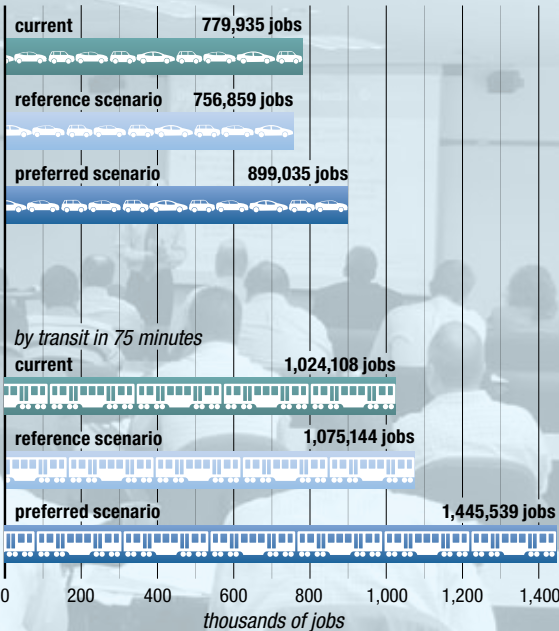 current 779,935 jobs
reference scenario 756,859 jobs
preferred scenario 899,035 jobs
by transit in 75 minutes
current 1,024,108 jobs
reference scenario 1,075,144 jobs
preferred scenario 1,445,539 jobs
0 200 400 600 800 1,000 1,200 1,400
thousands of jobs